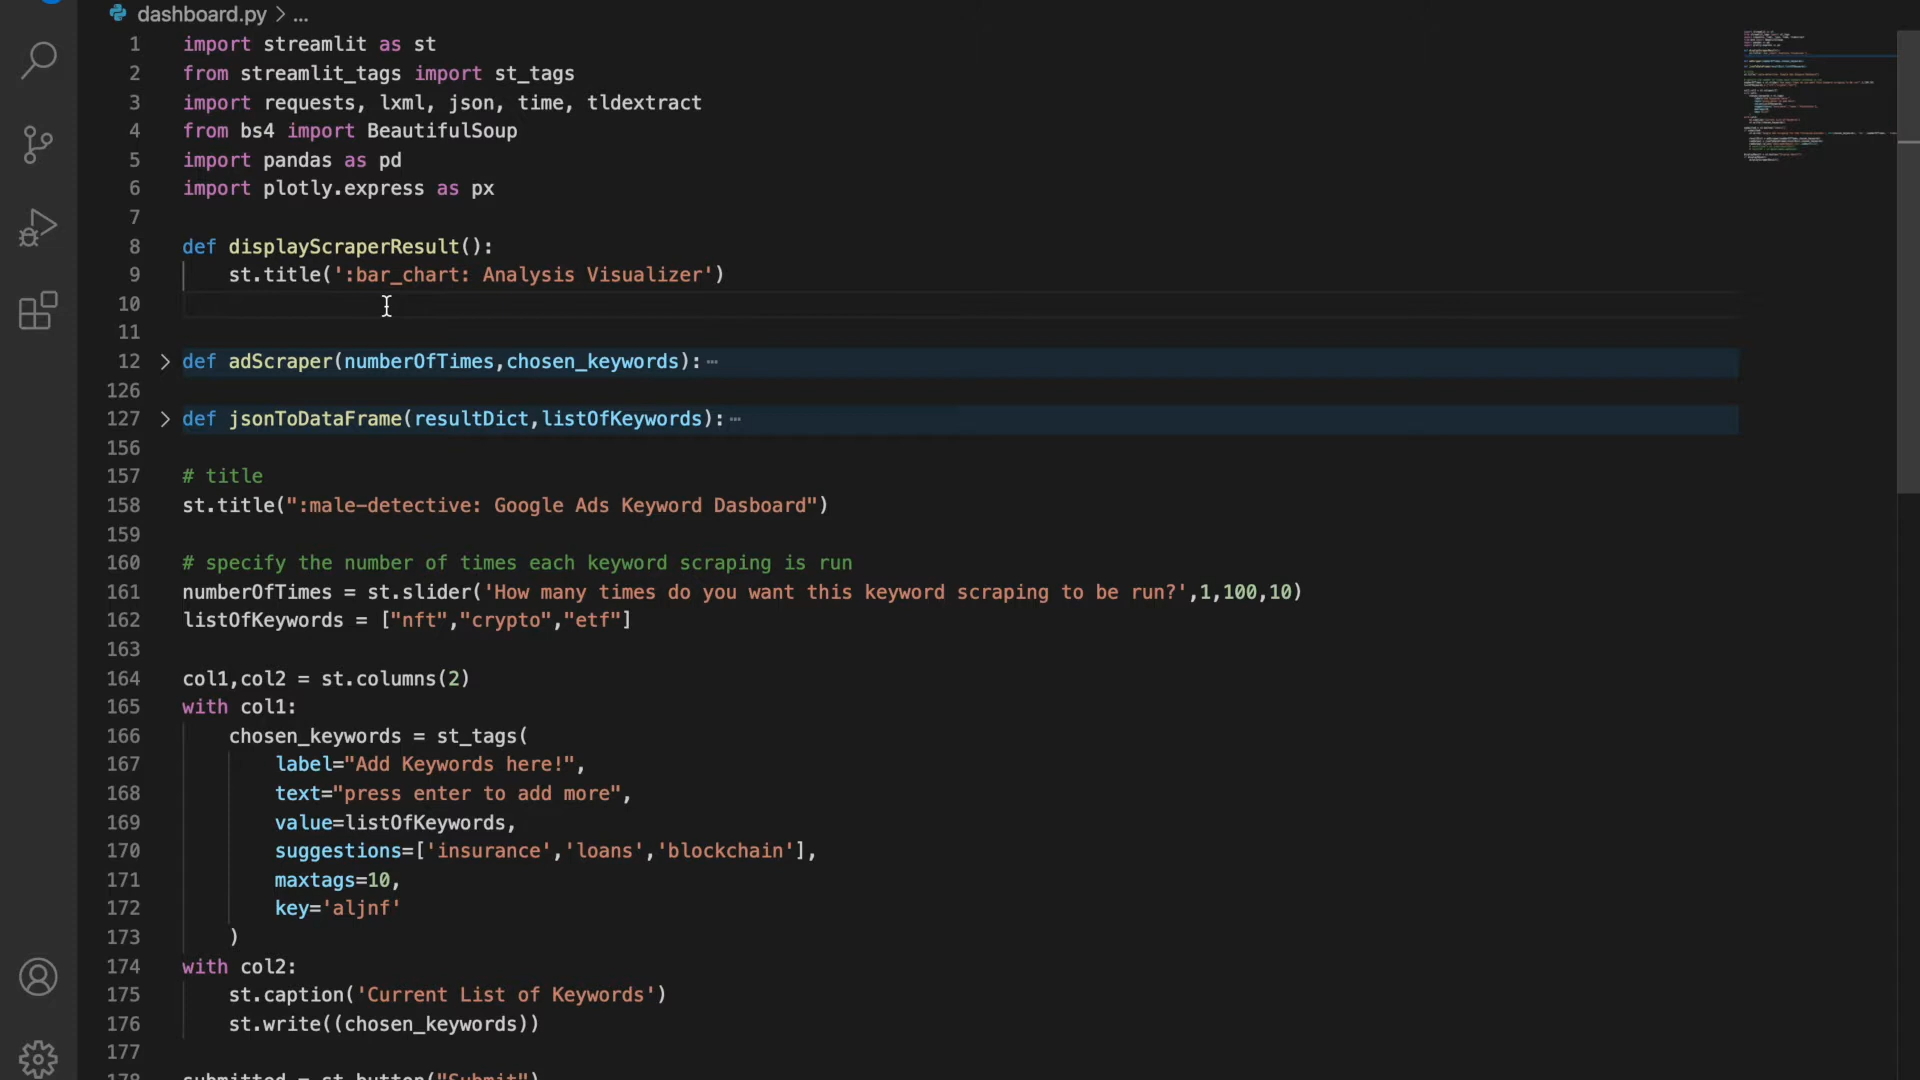 dashboard.py > ...
1 import streamlit as st
2 from streamlit_tags import st_tags
3 import requests, lxml, json, time, tldextract
4 from bs4 import BeautifulSoup
5 import pandas as pd
6 import plotly.express as px
7
8 def displayScraperResult():
9     st.title(':bar_chart: Analysis Visualizer')
10
11
12 > def adScraper(numberOfTimes,chosen_keywords): ⋯
126
127 > def jsonToDataFrame(resultDict,listOfKeywords): ⋯
156
157 # title
158 st.title(":male-detective: Google Ads Keyword Dasboard")
159
160 # specify the number of times each keyword scraping is run
161 numberOfTimes = st.slider('How many times do you want this keyword scraping to be run?',1,100,10)
162 listOfKeywords = ["nft","crypto","etf"]
163
164 col1,col2 = st.columns(2)
165 with col1:
166     chosen_keywords = st_tags(
167         label="Add Keywords here!",
168         text="press enter to add more",
169         value=listOfKeywords,
170         suggestions=['insurance','loans','blockchain'],
171         maxtags=10,
172         key='aljnf'
173     )
174 with col2:
175     st.caption('Current List of Keywords')
176     st.write((chosen_keywords))
177
178 submitted = st.button("Submit")